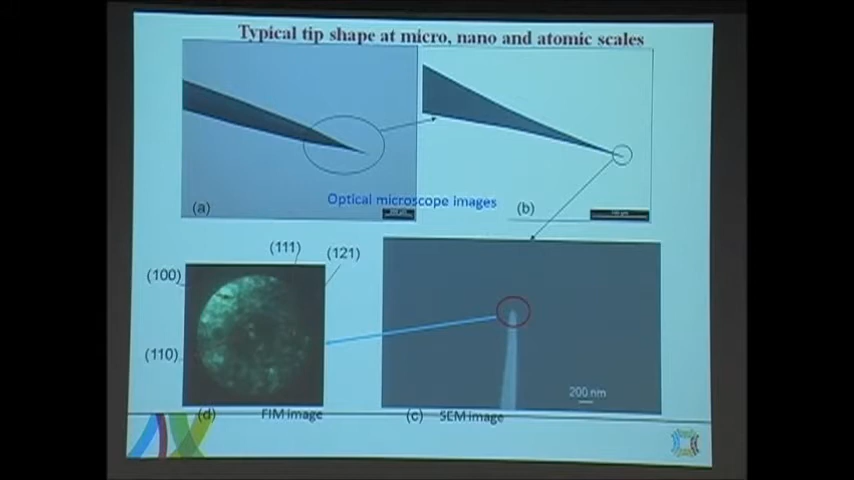 Typical tip shape at micro, nano and atomic scales
(a)
Optical microscope images
(b)
(111)
(121)
(100)
(110)
200 nm
(d) FIM image
(c) SEM image